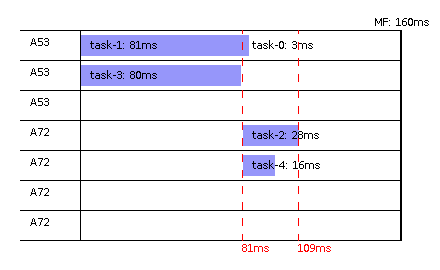 MF: 160ms
A53 task-1: 81ms task-0: 3ms
A53 task-3: 80ms
A53
A72 task-2: 28ms
A72 task-4: 16ms
A72
A72
81ms 109ms